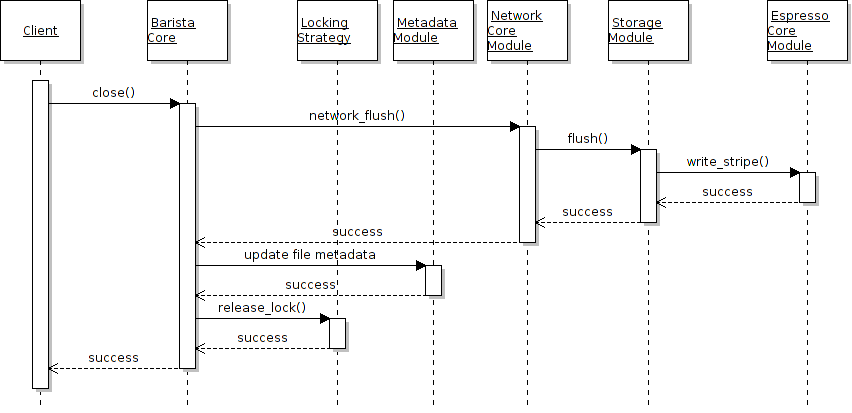 Client
Barista
Core
Locking
Strategy
Metadata
Module
Network
Core
Module
Storage
Module
Espresso
Core
Module
close()
network_flush()
flush()
write_stripe()
success
success
success
update file metadata
success
release_lock()
success
success